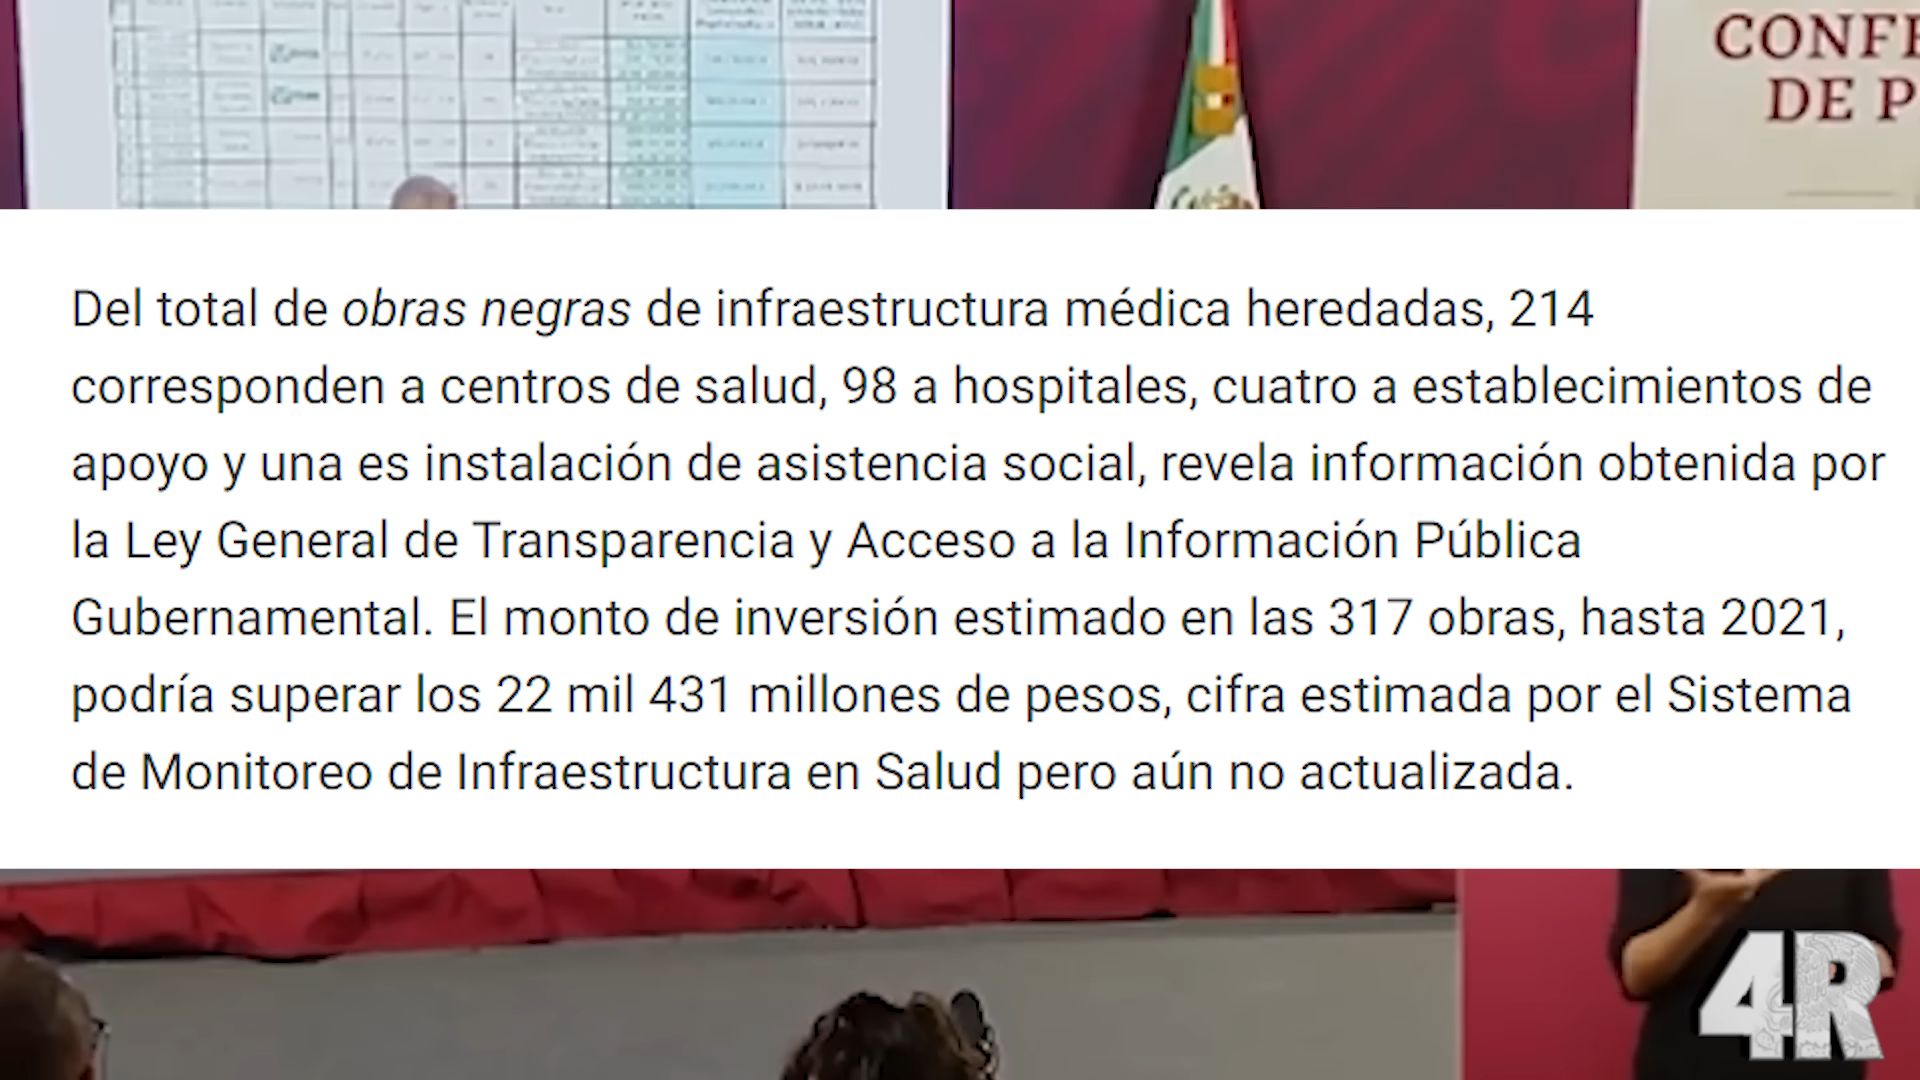 CONFE
DE P
Del total de obras negras de infraestructura médica heredadas, 214
corresponden a centros de salud, 98 a hospitales, cuatro a establecimientos de
apoyo y una es instalación de asistencia social, revela información obtenida por
la Ley General de Transparencia y Acceso a la Información Pública
Gubernamental. El monto de inversión estimado en las 317 obras, hasta 2021,
podría superar los 22 mil 431 millones de pesos, cifra estimada por el Sistema
de Monitoreo de Infraestructura en Salud pero aún no actualizada.
4R